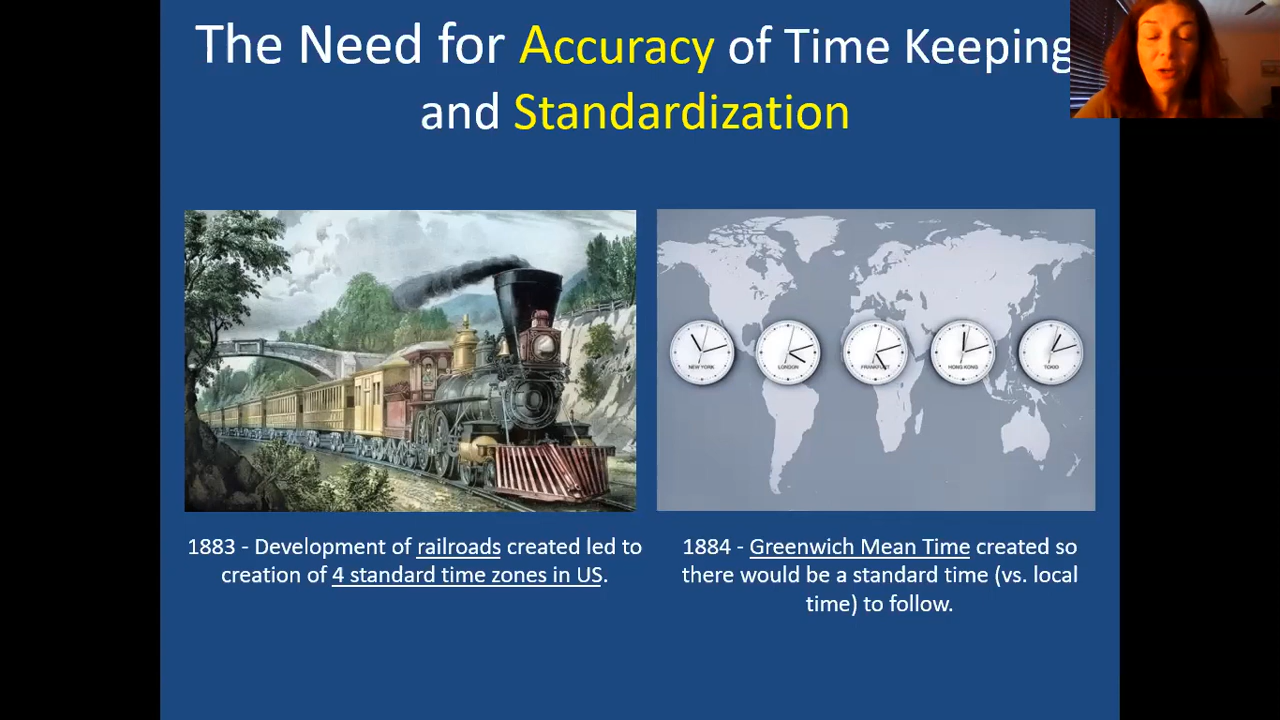 The Need for Accuracy of Time Keeping
and Standardization
NEW YORK
LONDON
FRANKFURT
HONG KONG
TOKIO
1883 - Development of railroads created led to
creation of 4 standard time zones in US.
1884 - Greenwich Mean Time created so
there would be a standard time (vs. local
time) to follow.